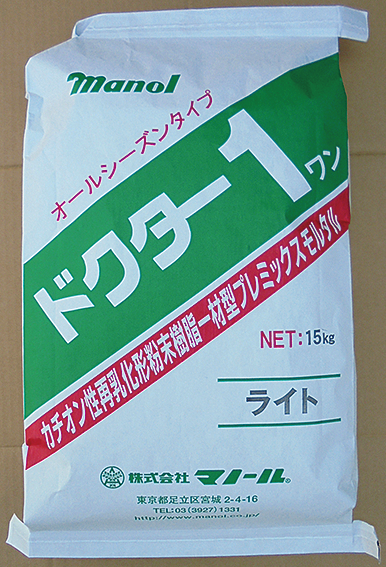 manol
オールシーズンタイプ
ドクター1
ワン
カチオン性再乳化形粉末樹脂一材型プレミックスモルタル
NET:15kg
ライト
株式会社マノール®
東京都足立区宮城2-4-16
TEL:03(3927)1331
http://www.manol.co.jp/